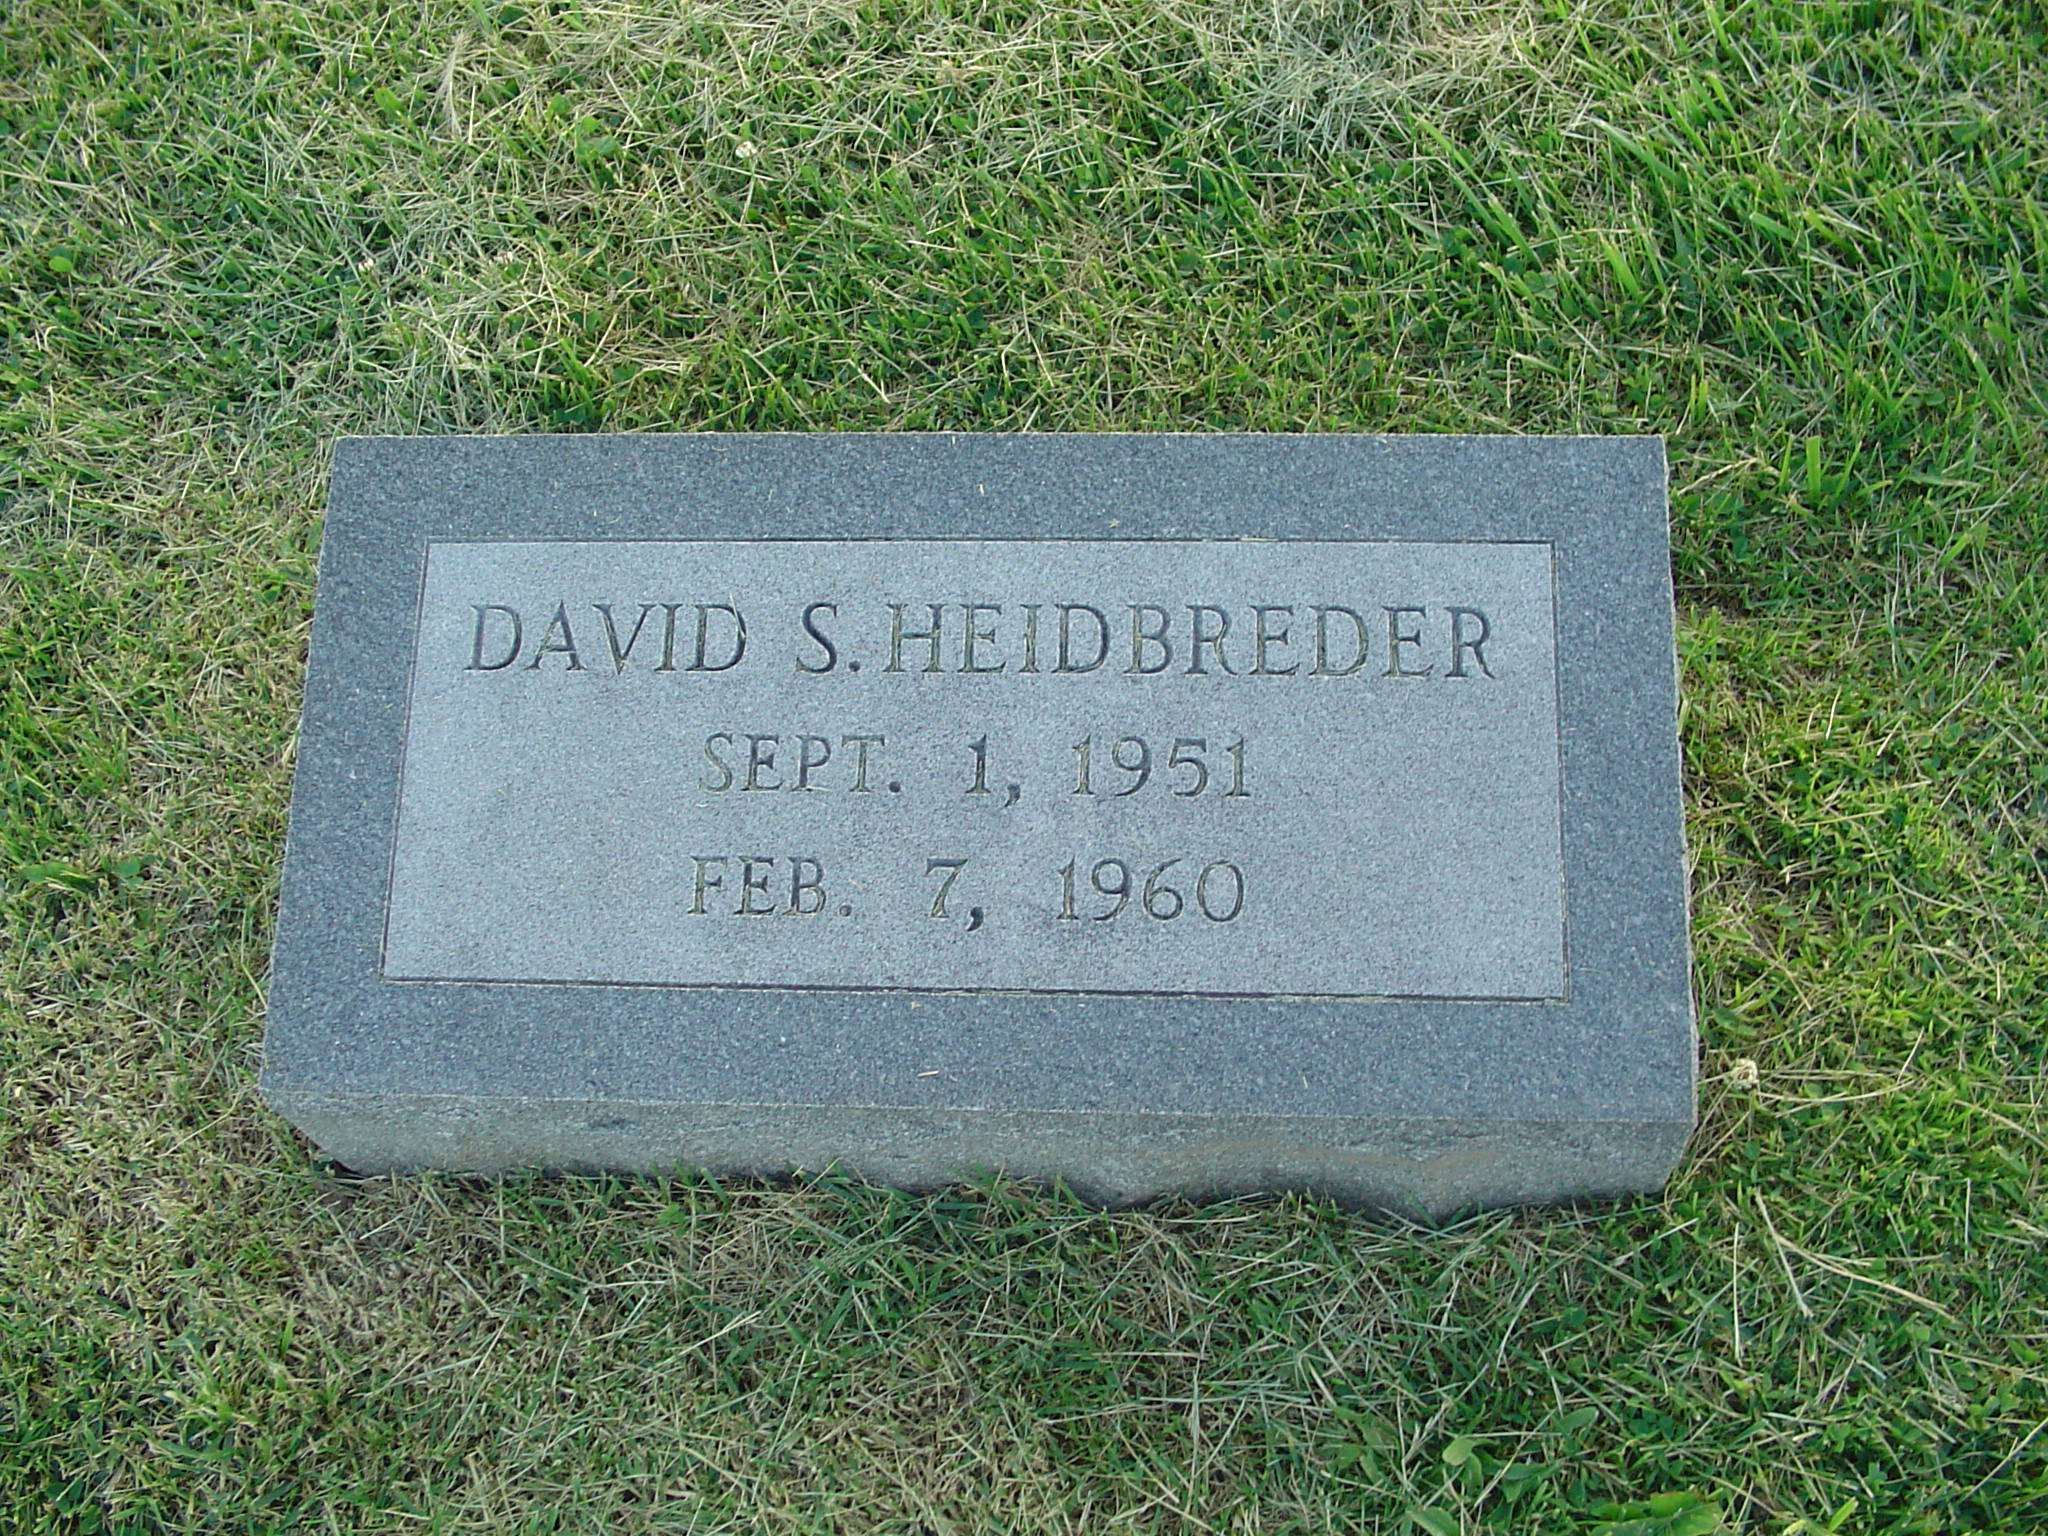 DAVID S. HEIDBREDER
SEPT. 1, 1951
FEB. 7, 1960